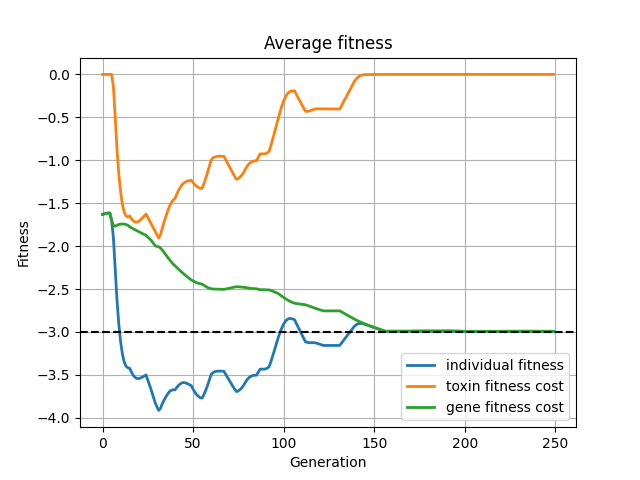 Average fitness
Fitness
0.0
−0.5
−1.0
−1.5
−2.0
−2.5
−3.0
−3.5
−4.0
individual fitness
toxin fitness cost
gene fitness cost
0 50 100 150 200 250
Generation